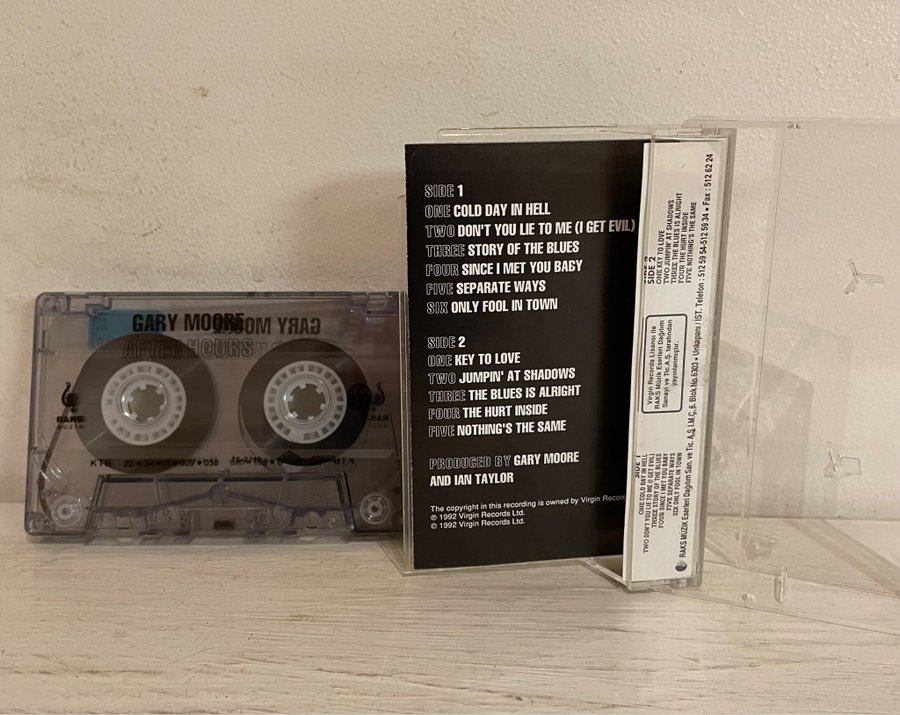 GARY MOORE
AFTER HOURS
RAKS
MÜZİK
SIDE 1
ONE COLD DAY IN HELL
TWO DON'T YOU LIE TO ME (I GET EVIL)
THREE STORY OF THE BLUES
FOUR SINCE I MET YOU BABY
FIVE SEPARATE WAYS
SIX ONLY FOOL IN TOWN
SIDE 2
ONE KEY TO LOVE
TWO JUMPIN' AT SHADOWS
THREE THE BLUES IS ALRIGHT
FOUR THE HURT INSIDE
FIVE NOTHING'S THE SAME
PRODUCED BY GARY MOORE
AND IAN TAYLOR
The copyright in this recording is owned by Virgin Records
℗ 1992 Virgin Records Ltd.
© 1992 Virgin Records Ltd.
SIDE 1
ONE COLD DAY IN HELL
TWO DON'T YOU LIE TO ME (I GET EVIL)
THREE STORY OF THE BLUES
FOUR SINCE I MET YOU BABY
FIVE SEPARATE WAYS
SIX ONLY FOOL IN TOWN
Virgin Records Lisansı ile
RAKS Müzik Eserleri Dağıtım
Sanayi ve Tic.A.Ş. tarafından
yayınlanmıştır.
SIDE 2
ONE KEY TO LOVE
TWO JUMPIN' AT SHADOWS
THREE THE BLUES IS ALRIGHT
FOUR THE HURT INSIDE
FIVE NOTHING'S THE SAME
RAKS MÜZİK Eserleri Dağıtım San. ve Tic. A.Ş. İ.M.Ç. 6. Blok No.6303 • Unkapanı / İST. Telefon : 512 59 54-512 59 34 • Fax : 512 62 24